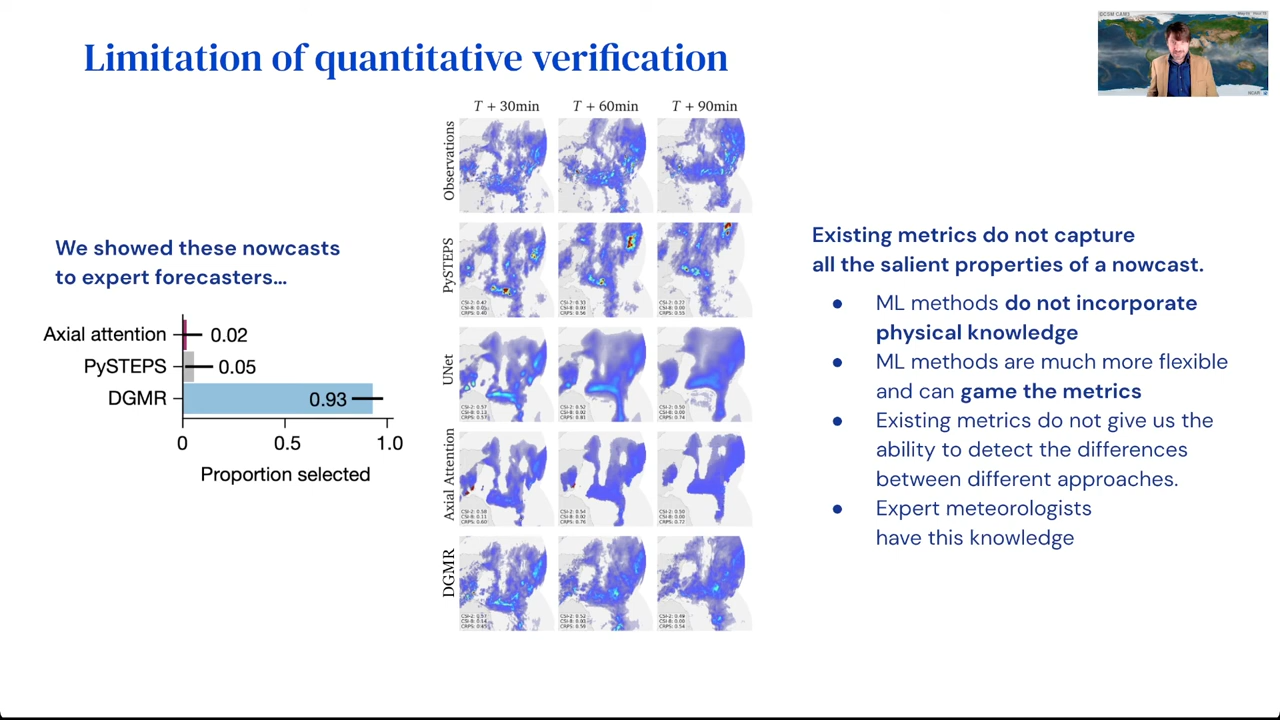 Limitation of quantitative verification
We showed these nowcasts
to expert forecasters…
Axial attention 0.02
PySTEPS 0.05
DGMR 0.93
0 0.5 1.0
Proportion selected
T + 30min T + 60min T + 90min
Observations
PySTEPS
UNet
Axial Attention
DGMR
Existing metrics do not capture
all the salient properties of a nowcast.
● ML methods do not incorporate
physical knowledge
● ML methods are much more flexible
and can game the metrics
● Existing metrics do not give us the
ability to detect the differences
between different approaches.
● Expert meteorologists
have this knowledge